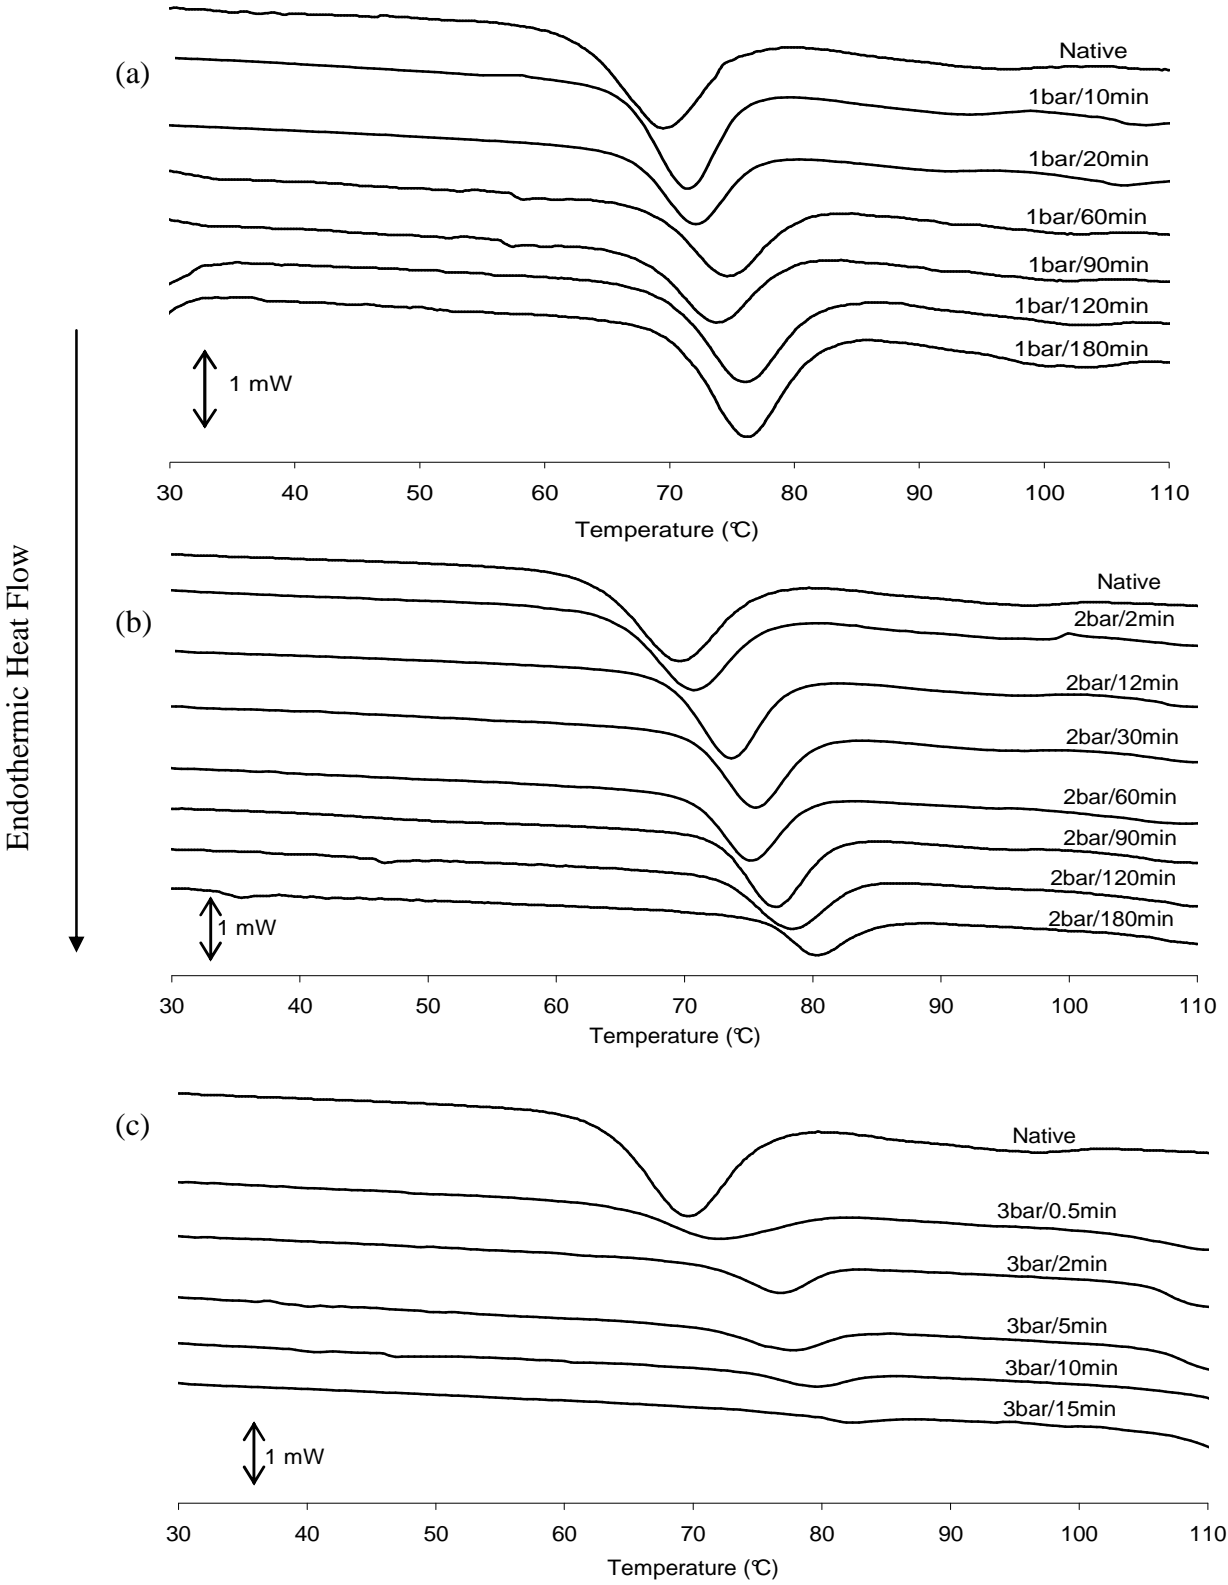 (a)
Native
1bar/10min
1bar/20min
1bar/60min
1bar/90min
1bar/120min
1bar/180min
1 mW
30 40 50 60 70 80 90 100 110
Temperature (°C)
Endothermic Heat Flow
(b)
Native
2bar/2min
2bar/12min
2bar/30min
2bar/60min
2bar/90min
2bar/120min
2bar/180min
1 mW
30 40 50 60 70 80 90 100 110
Temperature (°C)
(c)
Native
3bar/0.5min
3bar/2min
3bar/5min
3bar/10min
3bar/15min
1 mW
30 40 50 60 70 80 90 100 110
Temperature (°C)